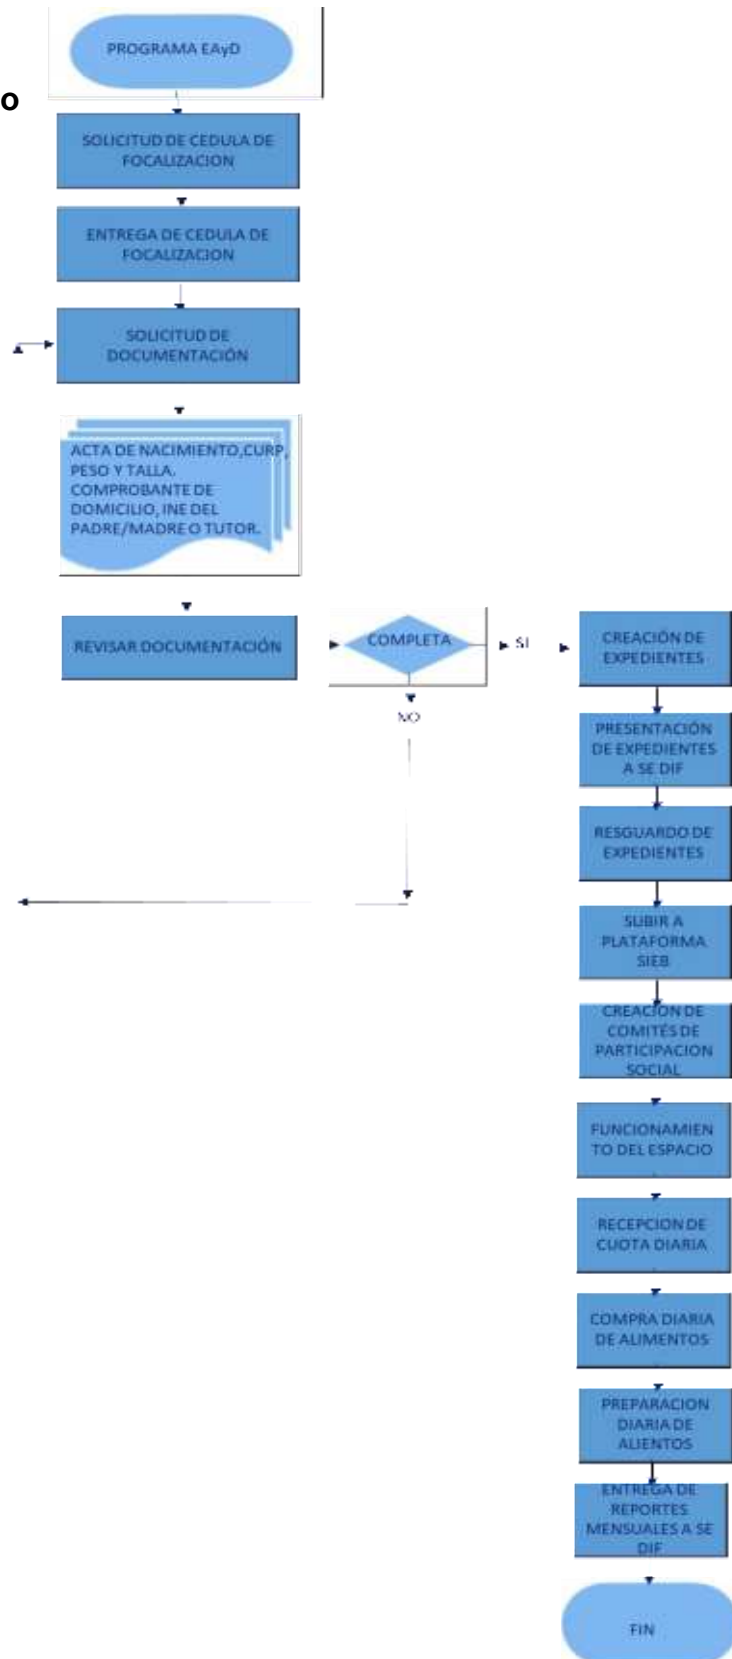 PROGRAMA EAyD
o
SOLICITUD DE CEDULA DE
FOCALIZACION
ENTREGA DE CEDULA DE
FOCALIZACION
SOLICITUD DE
DOCUMENTACIÓN
ACTA DE NACIMIENTO,CURP,
PESO Y TALLA.
COMPROBANTE DE
DOMICILIO, INE DEL
PADRE/MADRE O TUTOR.
REVISAR DOCUMENTACIÓN
COMPLETA
SI
NO
CREACIÓN DE
EXPEDIENTES
PRESENTACIÓN
DE EXPEDIENTES
A SE DIF
RESGUARDO DE
EXPEDIENTES
SUBIR A
PLATAFORMA
SIEB
CREACION DE
COMITÉS DE
PARTICIPACION
SOCIAL
FUNCIONAMIEN
TO DEL ESPACIO
RECEPCION DE
CUOTA DIARIA
COMPRA DIARIA
DE ALIMENTOS
PREPARACION
DIARIA DE
ALIENTOS
ENTREGA DE
REPORTES
MENSUALES A SE
DIF
FIN